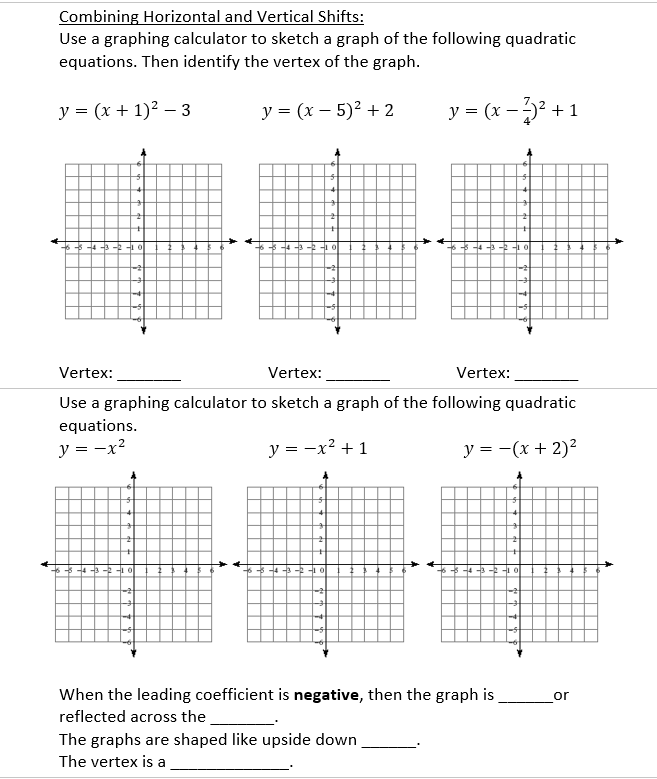 Combining Horizontal and Vertical Shifts:
Use a graphing calculator to sketch a graph of the following quadratic
equations. Then identify the vertex of the graph.
y = (x + 1)² − 3 y = (x − 5)² + 2 y = (x − 7/4)² + 1
6 6 6
5 5 5
4 4 4
3 3 3
2 2 2
1 1 1
-6 -5 -4 -3 -2 -1 0 1 2 3 4 5 6 -6 -5 -4 -3 -2 -1 0 1 2 3 4 5 6 -6 -5 -4 -3 -2 -1 0 1 2 3 4 5 6
-2 -2 -2
-3 -3 -3
-4 -4 -4
-5 -5 -5
-6 -6 -6
Vertex: _______ Vertex: _______ Vertex: _______
Use a graphing calculator to sketch a graph of the following quadratic
equations.
y = −x² y = −x² + 1 y = −(x + 2)²
6 6 6
5 5 5
4 4 4
3 3 3
2 2 2
1 1 1
-6 -5 -4 -3 -2 -1 0 1 2 3 4 5 6 -6 -5 -4 -3 -2 -1 0 1 2 3 4 5 6 -6 -5 -4 -3 -2 -1 0 1 2 3 4 5 6
-2 -2 -2
-3 -3 -3
-4 -4 -4
-5 -5 -5
-6 -6 -6
When the leading coefficient is negative, then the graph is ______or
reflected across the _______.
The graphs are shaped like upside down ______.
The vertex is a _____________.